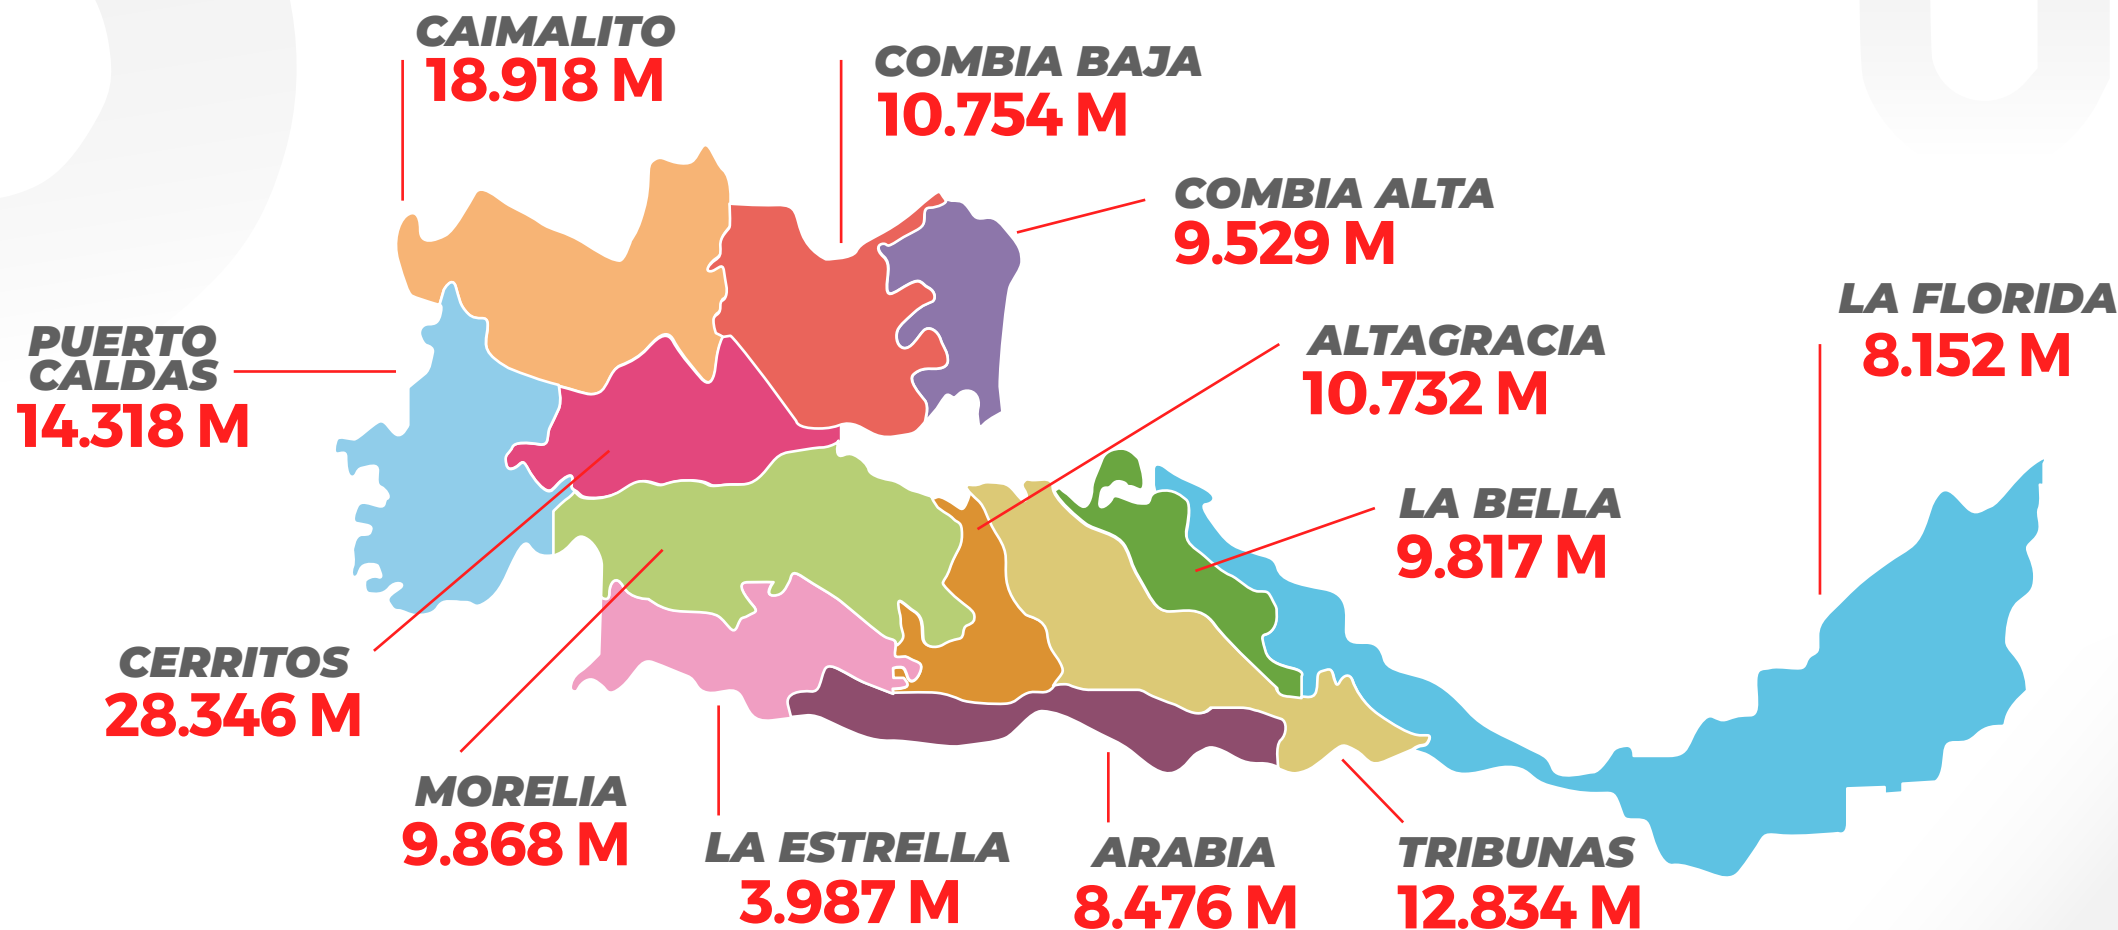 CAIMALITO
18.918 M
COMBIA BAJA
10.754 M
COMBIA ALTA
9.529 M
LA FLORIDA
8.152 M
PUERTO
CALDAS
14.318 M
ALTAGRACIA
10.732 M
LA BELLA
9.817 M
CERRITOS
28.346 M
MORELIA
9.868 M
LA ESTRELLA
3.987 M
ARABIA
8.476 M
TRIBUNAS
12.834 M